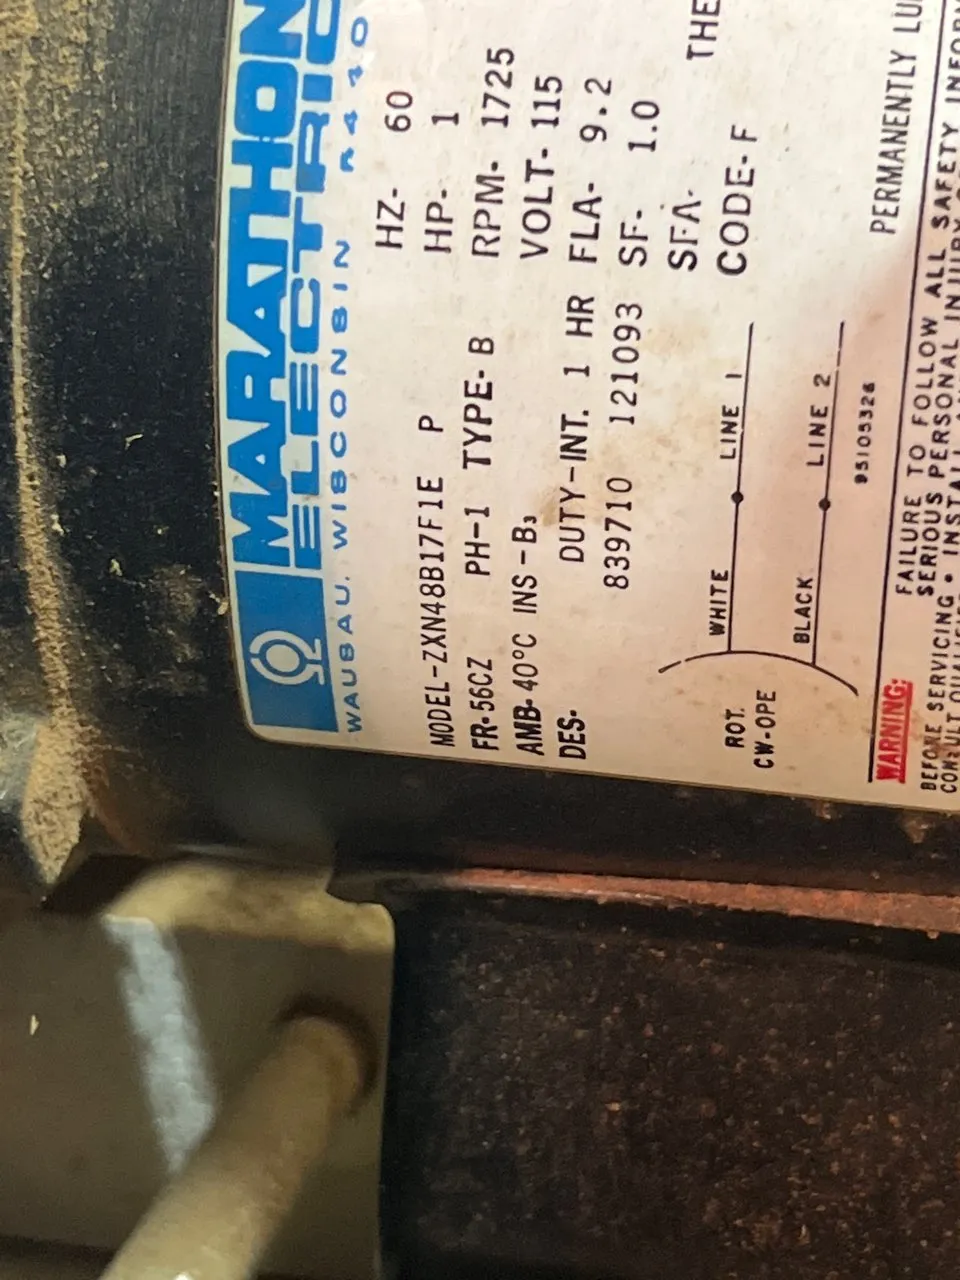 MARATHON
ELECTRIC
WAUSAU, WISCONSIN
MODEL-ZXN48B17F1E P HZ- 60
FR-56CZ PH-1 TYPE-B HP- 1
AMB-40°C INS-B3 RPM- 1725
DES- VOLT- 115
DUTY-INT. 1 HR FLA- 9.2
839710 121093 SF- 1.0
SFA-
CODE- F
THE
WHITE LINE 1
BLACK LINE 2
ROT.
CW-OPE
95105326
PERMANENTLY LU
WARNING:
FAILURE TO FOLLOW ALL SAFETY
SERIOUS PERSONAL INJURY
BEFORE SERVICING • INSTALL